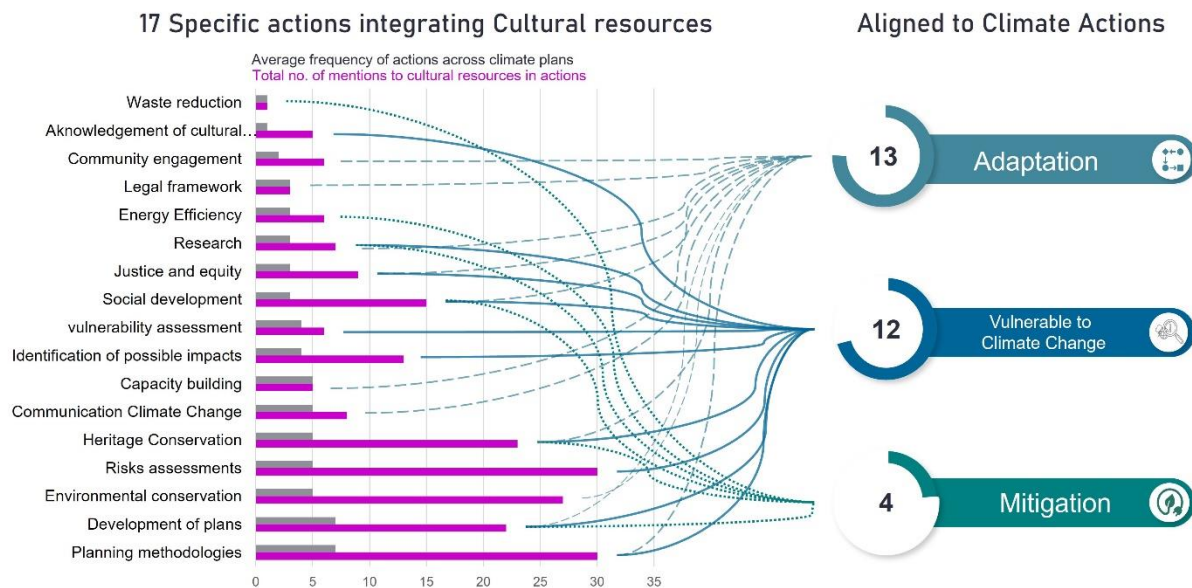 17 Specific actions integrating Cultural resources
Aligned to Climate Actions
Average frequency of actions across climate plans
Total no. of mentions to cultural resources in actions
Waste reduction
Aknowledgement of cultural...
Community engagement
Legal framework
Energy Efficiency
Research
Justice and equity
Social development
vulnerability assessment
Identification of possible impacts
Capacity building
Communication Climate Change
Heritage Conservation
Risks assessments
Environmental conservation
Development of plans
Planning methodologies
0 5 10 15 20 25 30 35
13
Adaptation
12
Vulnerable to
Climate Change
4
Mitigation